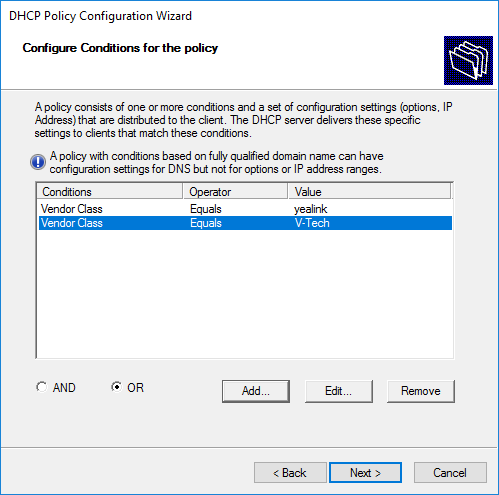 DHCP Policy Configuration Wizard
Configure Conditions for the policy
A policy consists of one or more conditions and a set of configuration settings (options, IP
Address) that are distributed to the client. The DHCP server delivers these specific
settings to clients that match these conditions.
A policy with conditions based on fully qualified domain name can have
configuration settings for DNS but not for options or IP address ranges.
Conditions Operator Value
Vendor Class Equals yealink
Vendor Class Equals V-Tech
AND OR Add... Edit... Remove
< Back Next > Cancel